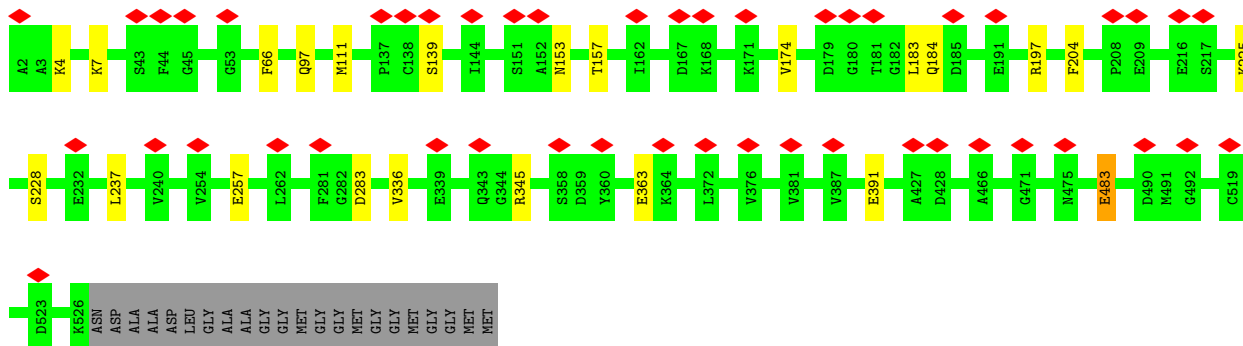 A2 A3 K4 K7 S43 F44 G45 G53 F66 Q97 M111 P137 C138 S139 I144 S151 A152 N153 T157 I162 D167 K168 K171 V174 D179 G180 T181 G182 L183 Q184 D185 E191 R197 F204 P208 E209 E216 S217
S228 E232 L237 V240 V254 E257 L262 F281 G282 D283 V336 E339 Q343 G344 R345 S358 D359 Y360 E363 K364 L372 V376 V381 V387 E391 A427 D428 A466 G471 N475 E483 D490 M491 G492 C519
D523 K526 ASN ASP ALA ALA ASP LEU GLY ALA ALA GLY GLY MET GLY GLY MET GLY GLY MET GLY GLY MET MET